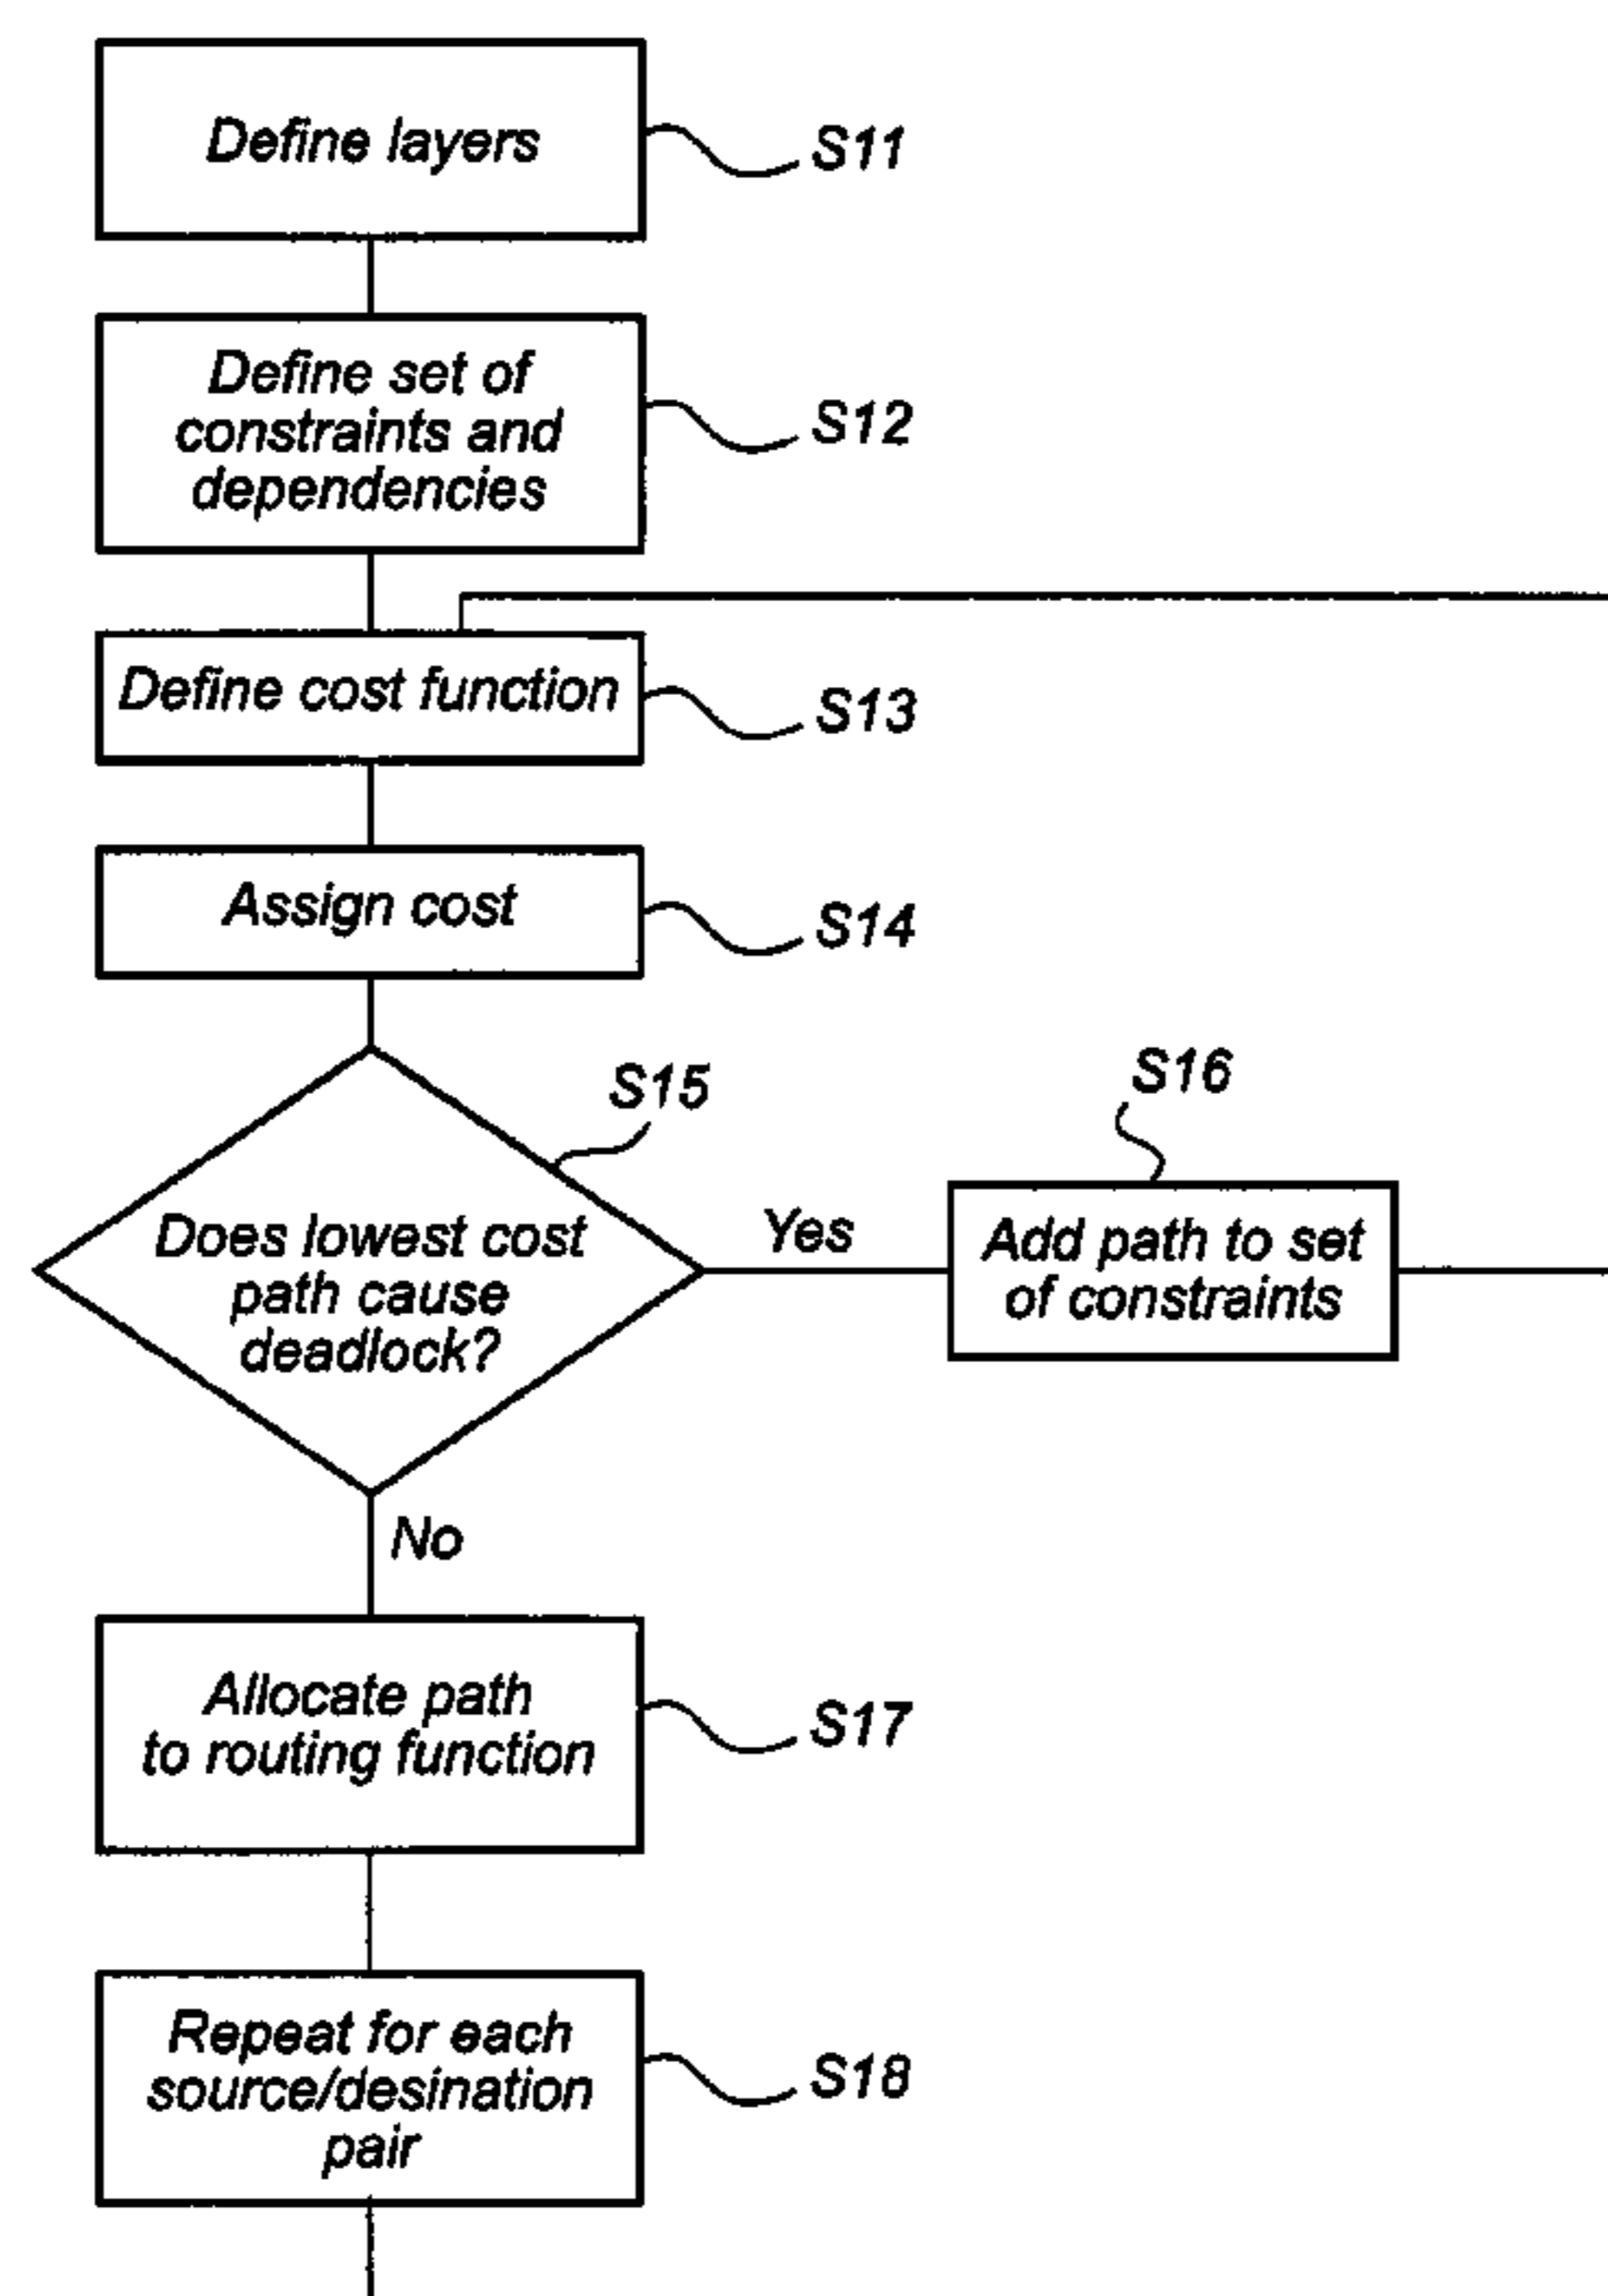 Define layers
S11
Define set of
constraints and
dependencies
S12
Define cost function
S13
Assign cost
S14
S15
Does lowest cost
path cause
deadlock?
Yes
S16
Add path to set
of constraints
No
Allocate path
to routing function
S17
Repeat for each
source/desination
pair
S18